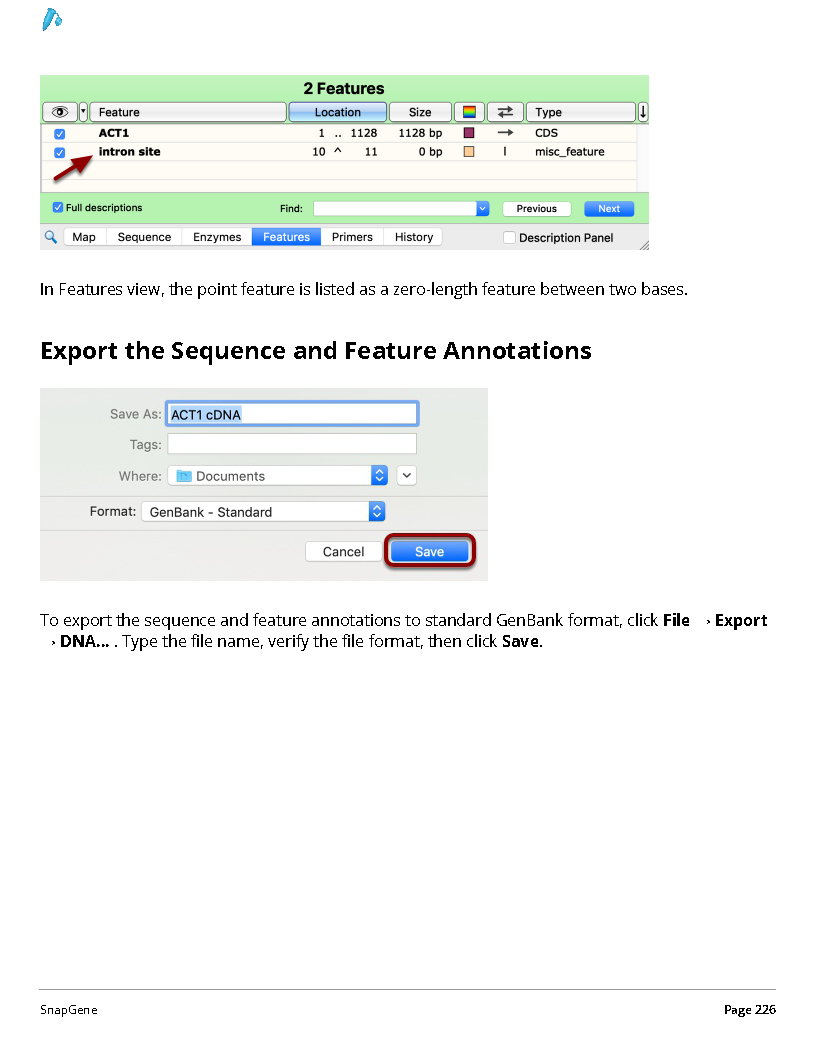 2 Features
Feature Location Size Type
ACT1 1 .. 1128 1128 bp → CDS
intron site 10 ^ 11 0 bp misc_feature
Full descriptions Find: Previous Next
Map Sequence Enzymes Features Primers History Description Panel
In Features view, the point feature is listed as a zero-length feature between two bases.
Export the Sequence and Feature Annotations
Save As: ACT1 cDNA
Tags:
Where: Documents
Format: GenBank - Standard
Cancel Save
To export the sequence and feature annotations to standard GenBank format, click File → Export
→ DNA... . Type the file name, verify the file format, then click Save.
SnapGene Page 226